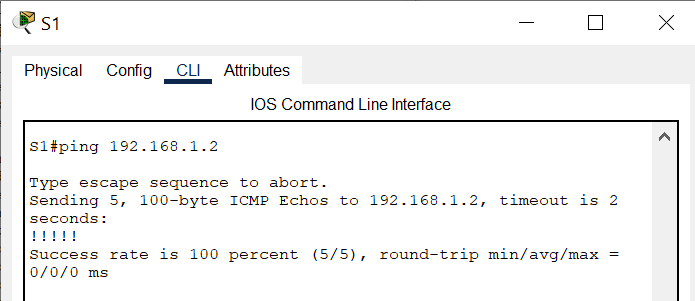 S1
Physical Config CLI Attributes
IOS Command Line Interface
S1#ping 192.168.1.2
Type escape sequence to abort.
Sending 5, 100-byte ICMP Echos to 192.168.1.2, timeout is 2
seconds:
!!!!!
Success rate is 100 percent (5/5), round-trip min/avg/max =
0/0/0 ms